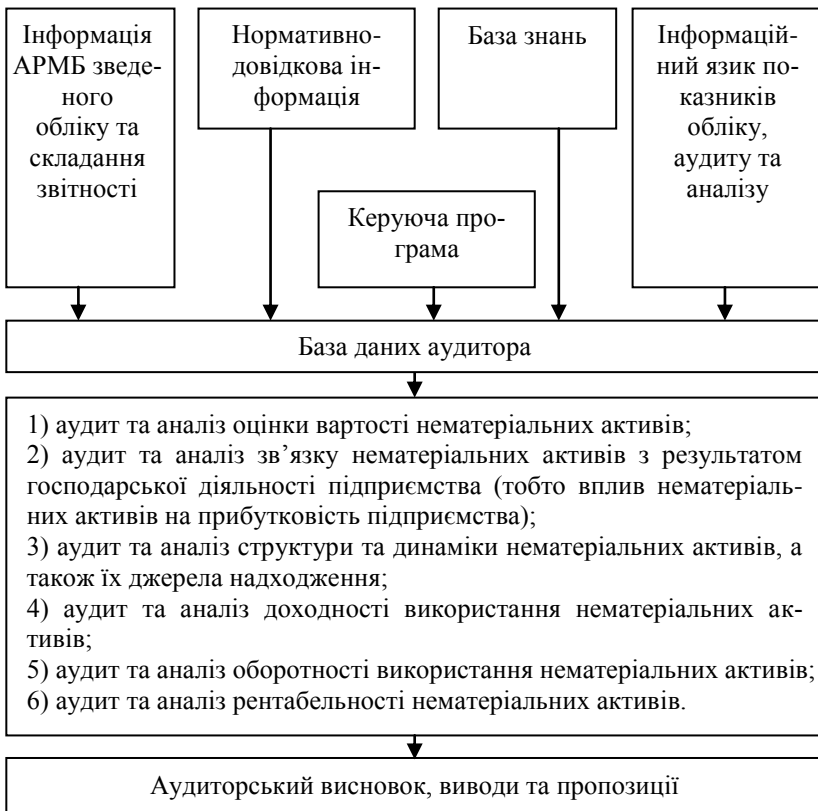 Інформація
АРМБ зведе-
ного
обліку та
складання
звітності
Нормативно-
довідкова ін-
формація
База знань
Інформацій-
ний язик по-
казників
обліку,
аудиту та
аналізу
Керуюча про-
грама
База даних аудитора
1) аудит та аналіз оцінки вартості нематеріальних активів;
2) аудит та аналіз зв’язку нематеріальних активів з результатом
господарської діяльності підприємства (тобто вплив нематеріаль-
них активів на прибутковість підприємства);
3) аудит та аналіз структури та динаміки нематеріальних активів, а
також їх джерела надходження;
4) аудит та аналіз доходності використання нематеріальних ак-
тивів;
5) аудит та аналіз оборотності використання нематеріальних активів;
6) аудит та аналіз рентабельності нематеріальних активів.
Аудиторський висновок, виводи та пропозиції